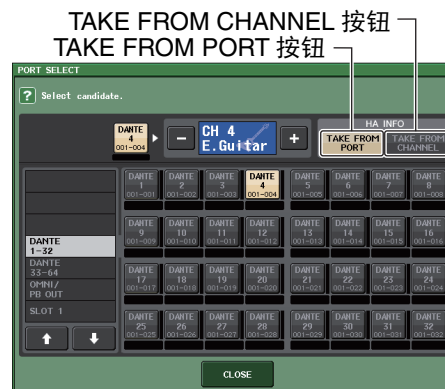 TAKE FROM CHANNEL 按钮
TAKE FROM PORT 按钮
PORT SELECT
? Select candidate.
HA INFO
DANTE 4 001-004
− CH 4 E.Guitar +
TAKE FROM PORT
TAKE FROM CHANNEL
DANTE 1 001-001 DANTE 2 001-002 DANTE 3 001-003 DANTE 4 001-004 DANTE 5 001-005 DANTE 6 001-006 DANTE 7 001-007 DANTE 8 001-008
DANTE 9 001-009 DANTE 10 001-010 DANTE 11 001-011 DANTE 12 001-012 DANTE 13 001-013 DANTE 14 001-014 DANTE 15 001-015 DANTE 16 001-016
DANTE 17 001-017 DANTE 18 001-018 DANTE 19 001-019 DANTE 20 001-020 DANTE 21 001-021 DANTE 22 001-022 DANTE 23 001-023 DANTE 24 001-024
DANTE 25 001-025 DANTE 26 001-026 DANTE 27 001-027 DANTE 28 001-028 DANTE 29 001-029 DANTE 30 001-030 DANTE 31 001-031 DANTE 32 001-032
DANTE 1-32
DANTE 33-64
OMNI/ PB OUT
SLOT 1
CLOSE